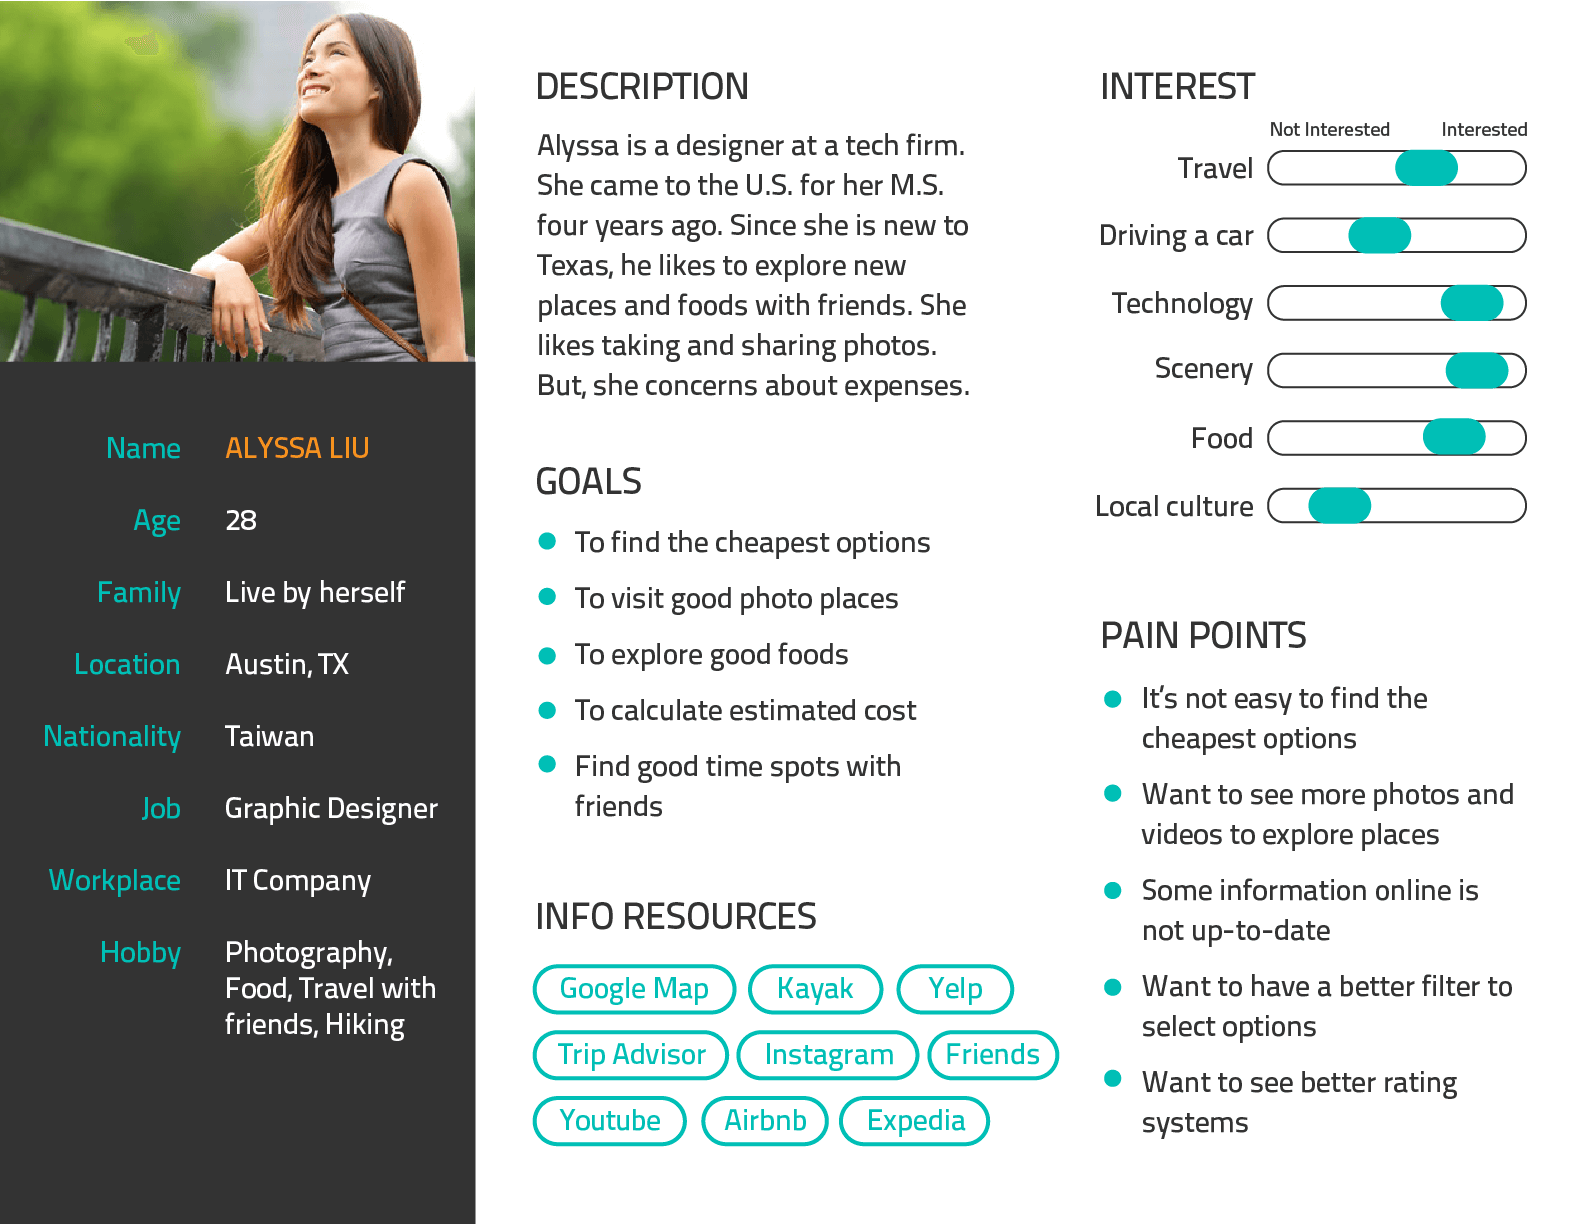 Name ALYSSA LIU
Age 28
Family Live by herself
Location Austin, TX
Nationality Taiwan
Job Graphic Designer
Workplace IT Company
Hobby Photography,
Food, Travel with
friends, Hiking
DESCRIPTION
Alyssa is a designer at a tech firm.
She came to the U.S. for her M.S.
four years ago. Since she is new to
Texas, he likes to explore new
places and foods with friends. She
likes taking and sharing photos.
But, she concerns about expenses.
GOALS
To find the cheapest options
To visit good photo places
To explore good foods
To calculate estimated cost
Find good time spots with
friends
INFO RESOURCES
Google Map Kayak Yelp
Trip Advisor Instagram Friends
Youtube Airbnb Expedia
INTEREST
Not Interested Interested
Travel
Driving a car
Technology
Scenery
Food
Local culture
PAIN POINTS
It’s not easy to find the
cheapest options
Want to see more photos and
videos to explore places
Some information online is
not up-to-date
Want to have a better filter to
select options
Want to see better rating
systems